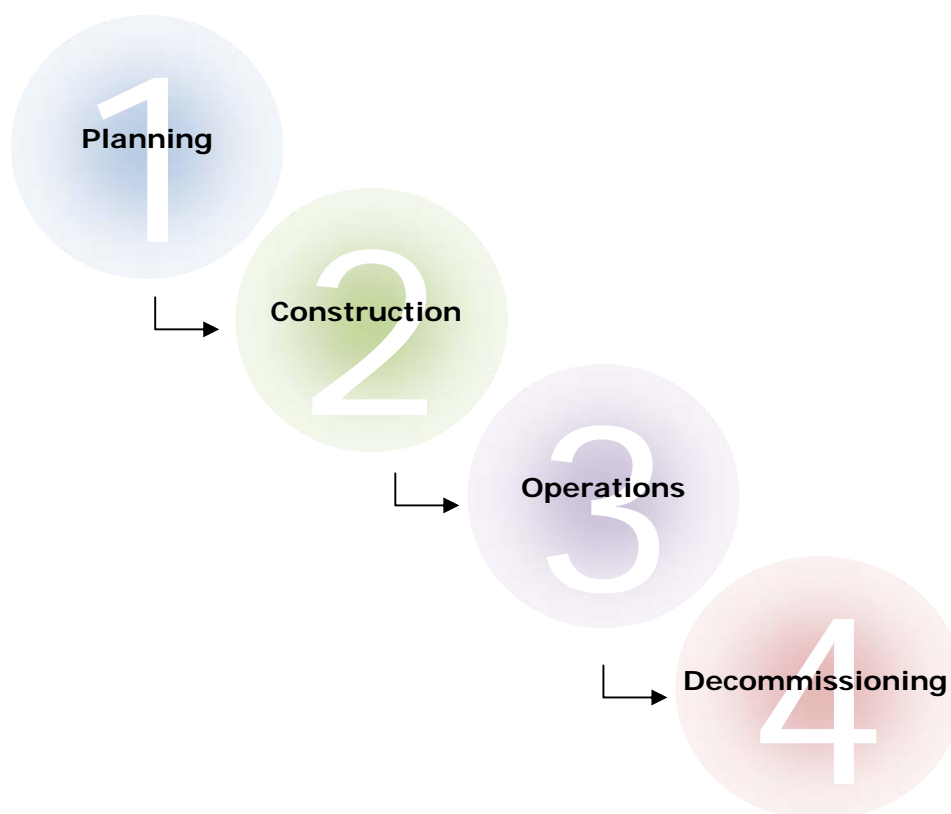 1
Planning
2
Construction
3
Operations
4
Decommissioning